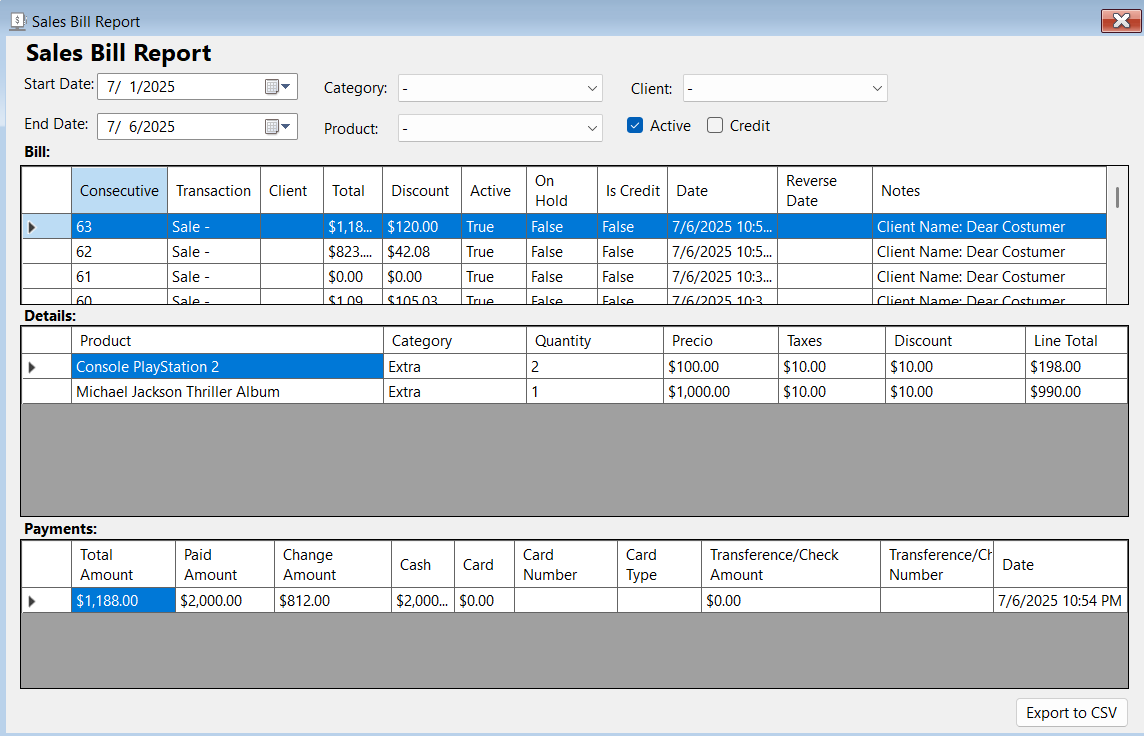 Sales Bill Report
Sales Bill Report
Start Date: 7/ 1/2025 Category: - Client: -
End Date: 7/ 6/2025 Product: - Active Credit
Bill:
Consecutive Transaction Client Total Discount Active On Hold Is Credit Date Reverse Date Notes
63 Sale - $1,18... $120.00 True False False 7/6/2025 10:5... Client Name: Dear Costumer
62 Sale - $823.... $42.08 True False False 7/6/2025 10:5... Client Name: Dear Costumer
61 Sale - $0.00 $0.00 True False False 7/6/2025 10:3... Client Name: Dear Costumer
60 Sale - $1,09... $105.03 True False False 7/6/2025 10:3... Client Name: Dear Costumer
Details:
Product Category Quantity Precio Taxes Discount Line Total
Console PlayStation 2 Extra 2 $100.00 $10.00 $10.00 $198.00
Michael Jackson Thriller Album Extra 1 $1,000.00 $10.00 $10.00 $990.00
Payments:
Total Amount Paid Amount Change Amount Cash Card Card Number Card Type Transference/Check Amount Transference/Ch Number Date
$1,188.00 $2,000.00 $812.00 $2,000... $0.00 $0.00 7/6/2025 10:54 PM
Export to CSV